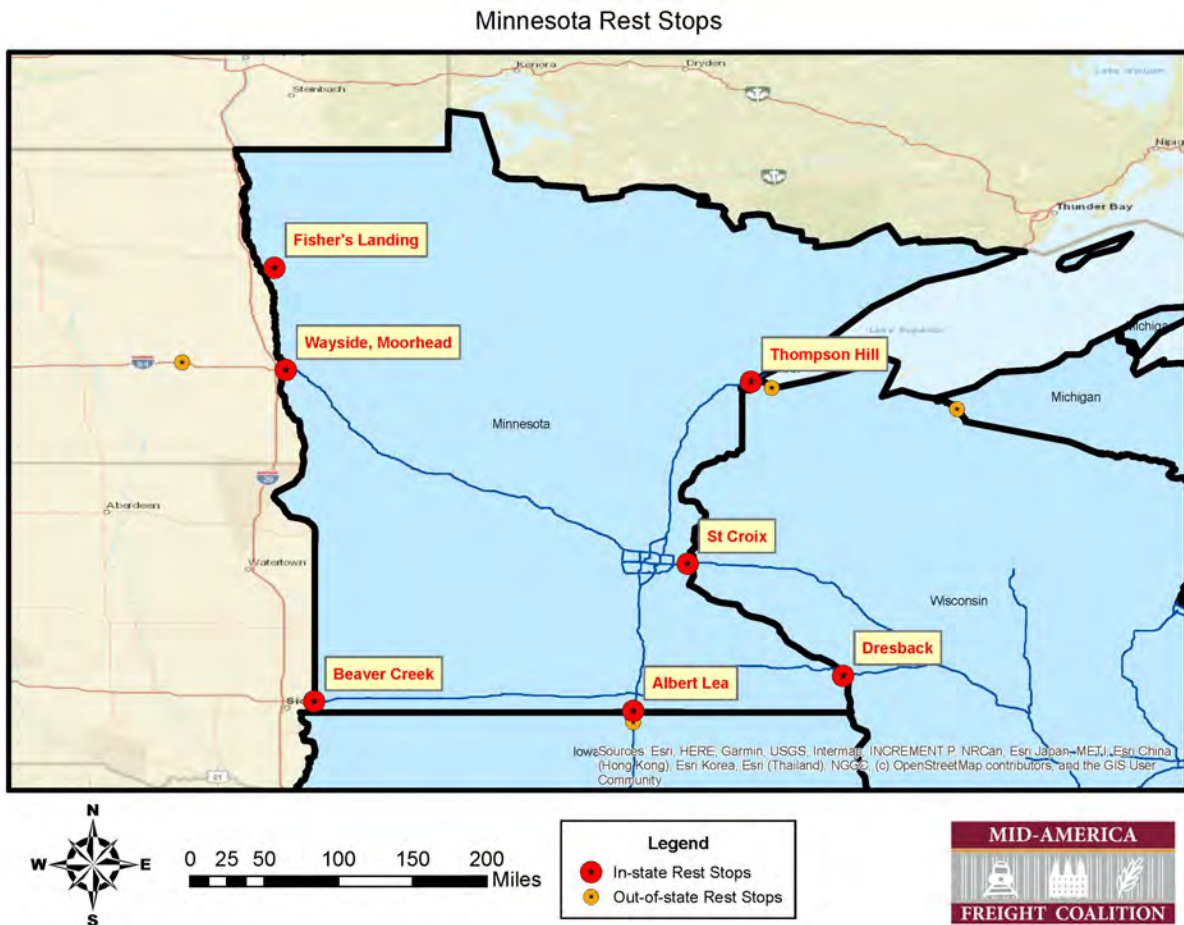 Minnesota Rest Stops
Kenora
Dryden
Steinbach
Nipig
Thunder Bay
Fisher's Landing
Lake Superior
Michiga
Wayside, Moorhead
Thompson Hill
94
Michigan
Minnesota
29
Aberdeen
St Croix
Watertown
Wisconsin
Dresback
Beaver Creek
Albert Lea
Sio
Iowa
Sources: Esri, HERE, Garmin, USGS, Intermap, INCREMENT P, NRCan, Esri Japan, METI, Esri China
(Hong Kong), Esri Korea, Esri (Thailand), NGCC, (c) OpenStreetMap contributors, and the GIS User
Community
81
N
W E
S
0 25 50 100 150 200
Miles
Legend
In-state Rest Stops
Out-of-state Rest Stops
MID-AMERICA
FREIGHT COALITION